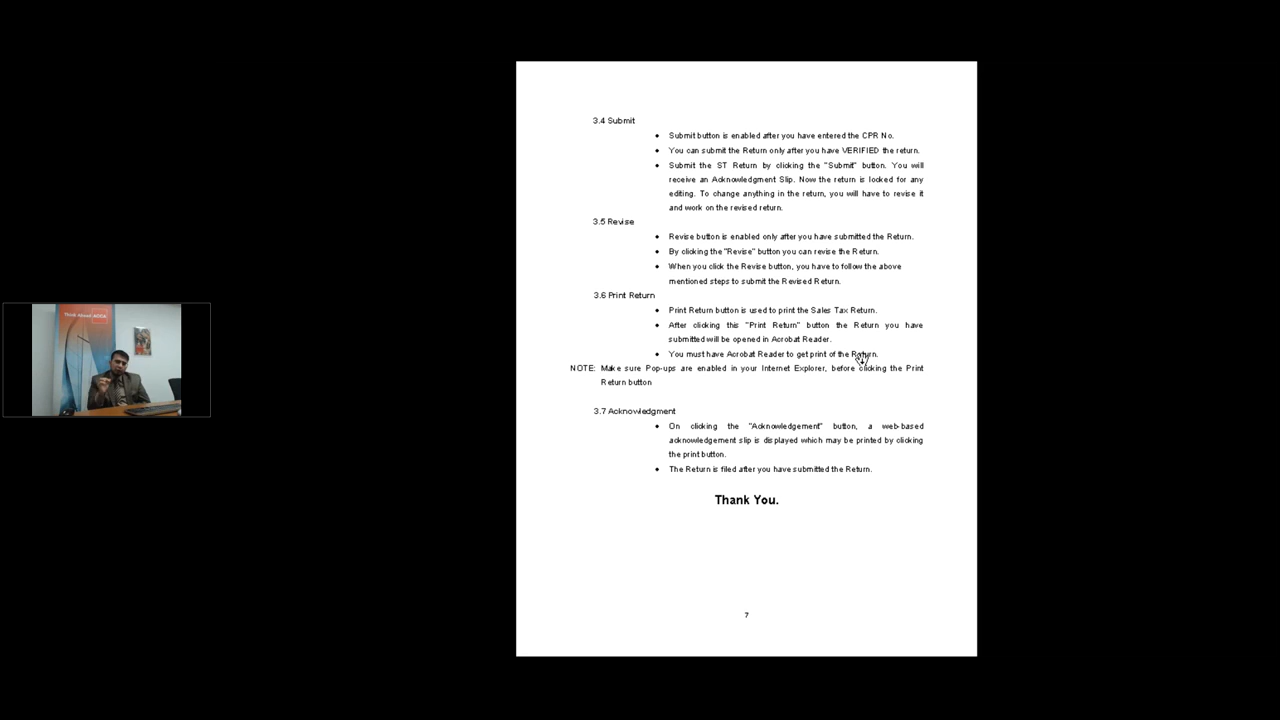 3.4 Submit
• Submit button is enabled after you have entered the CPR No.
• You can submit the Return only after you have VERIFIED the return.
• Submit the ST Return by clicking the "Submit" button. You will
receive an Acknowledgment Slip. Now the return is looked for any
editing. To change anything in the return, you will have to revise it
and work on the revised return.
3.5 Revise
• Revise button is enabled only after you have submitted the Return.
• By clicking the "Revise" button you can revise the Return.
• When you click the Revise button, you have to follow the above
mentioned steps to submit the Revised Return.
3.6 Print Return
• Print Return button is used to print the Sales Tax Return.
• After clicking this "Print Return" button the Return you have
submitted will be opened in Acrobat Reader.
• You must have Acrobat Reader to get print of the Return.
NOTE: Make sure Pop-ups are enabled in your Internet Explorer, before clicking the Print
Return button
3.7 Acknowledgment
• On clicking the "Acknowledgement" button, a web-based
acknowledgement slip is displayed which may be printed by clicking
the print button.
• The Return is filed after you have submitted the Return.
Thank You.
7
Think Ahead ACCA